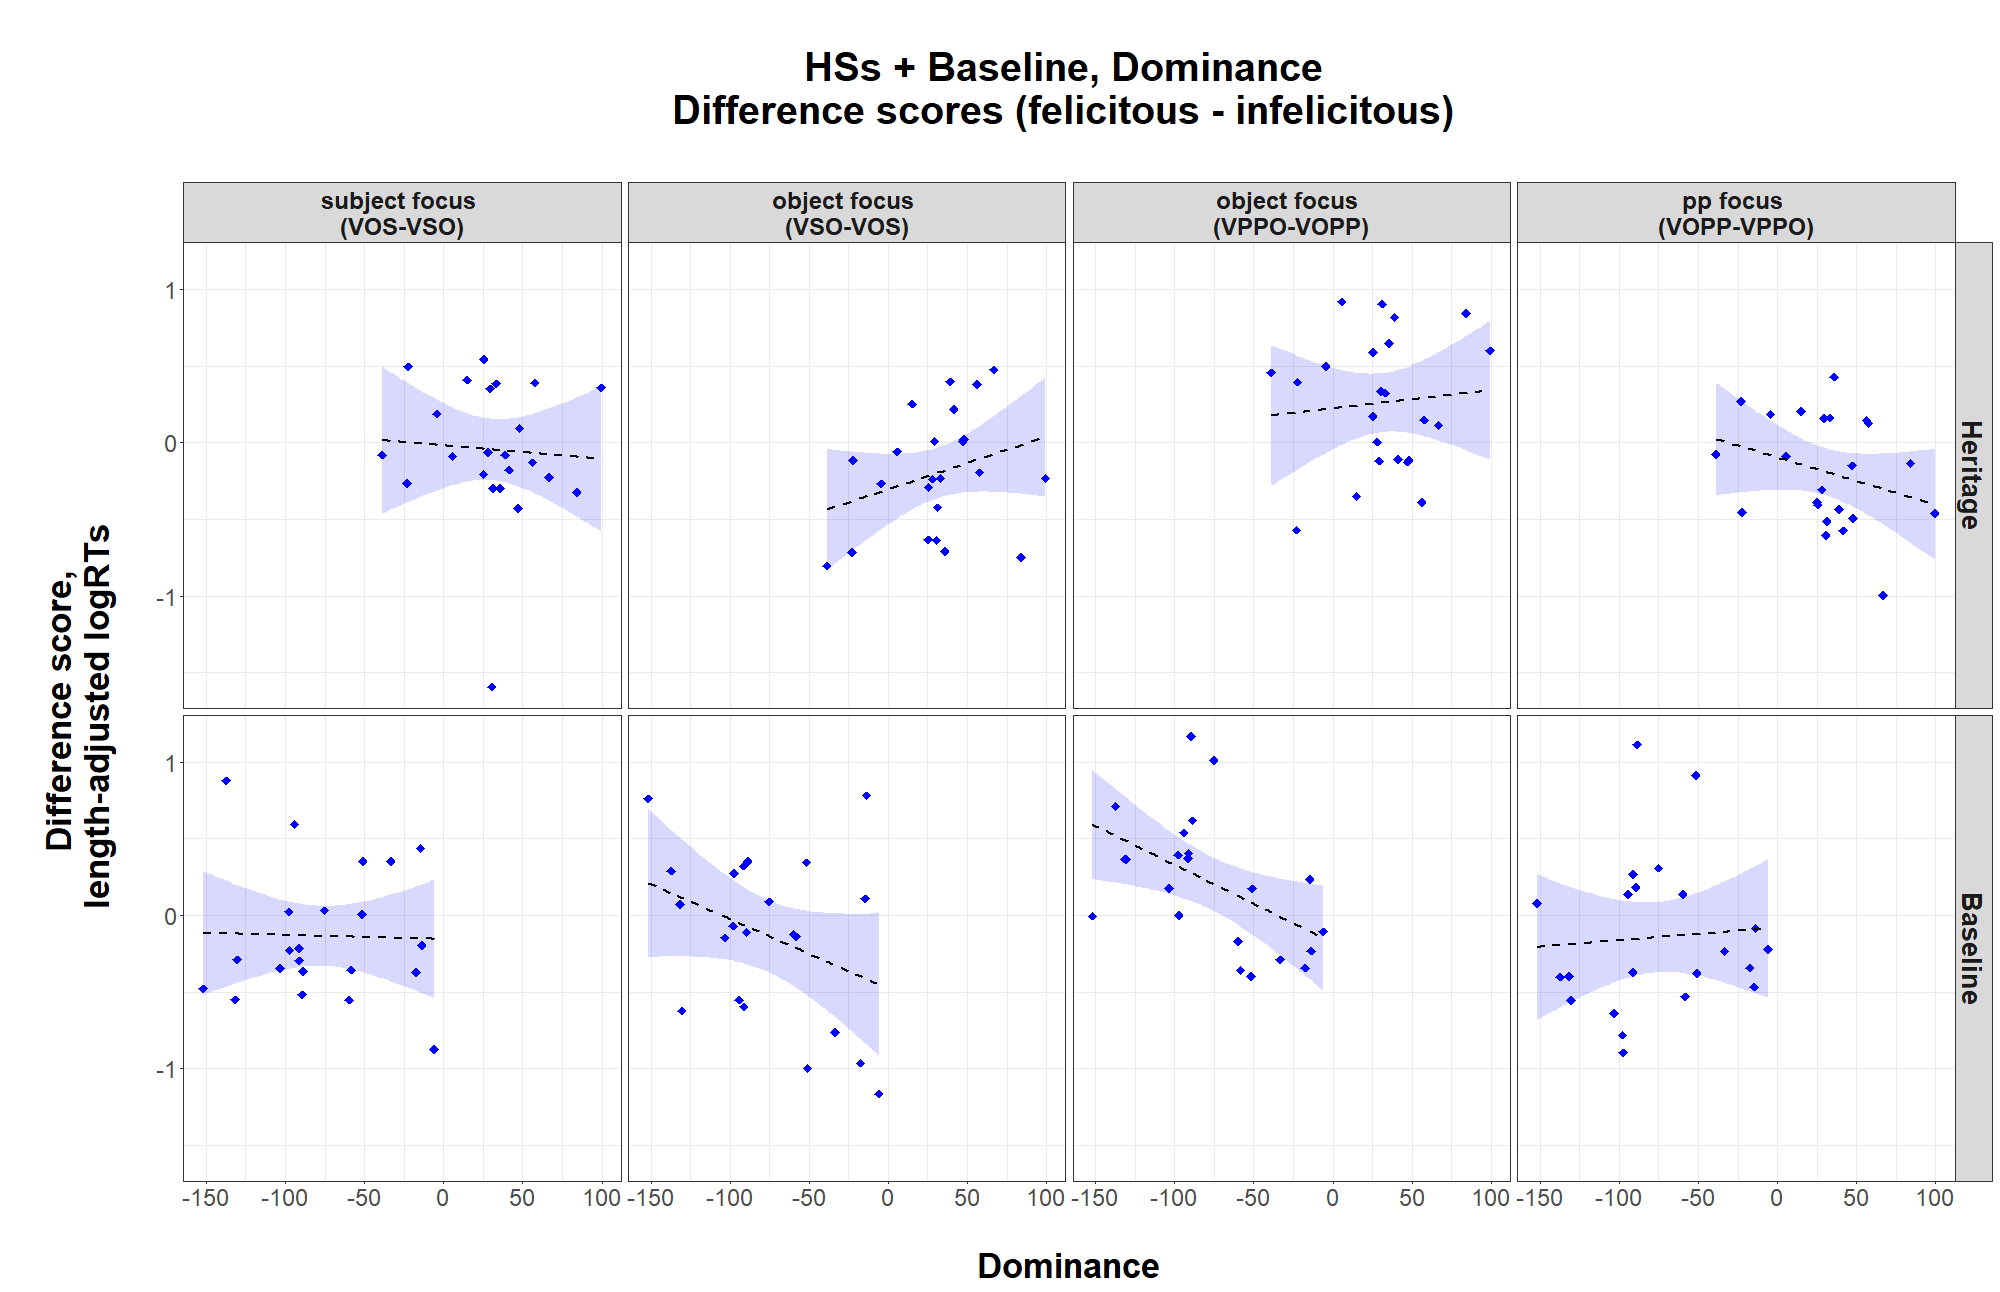 HSs + Baseline, Dominance
Difference scores (felicitous - infelicitous)
subject focus
(VOS-VSO)
object focus
(VSO-VOS)
object focus
(VPPO-VOPP)
pp focus
(VOPP-VPPO)
1
0
-1
Heritage
Difference score,
length-adjusted logRTs
1
0
-1
Baseline
-150 -100 -50 0 50 100
-150 -100 -50 0 50 100
-150 -100 -50 0 50 100
-150 -100 -50 0 50 100
Dominance